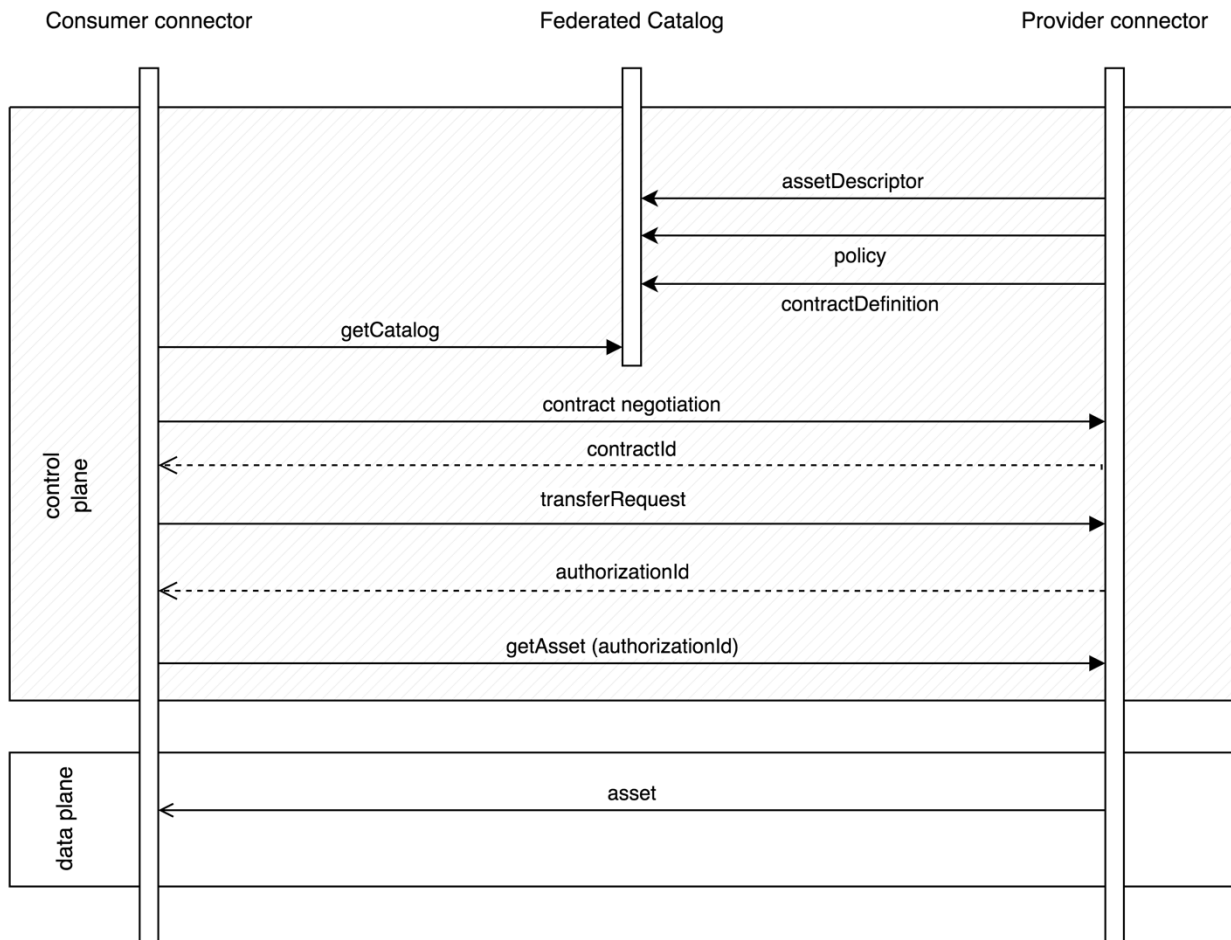 Consumer connector
Federated Catalog
Provider connector
assetDescriptor
policy
contractDefinition
getCatalog
contract negotiation
contractId
control
plane
transferRequest
authorizationId
getAsset (authorizationId)
data plane
asset